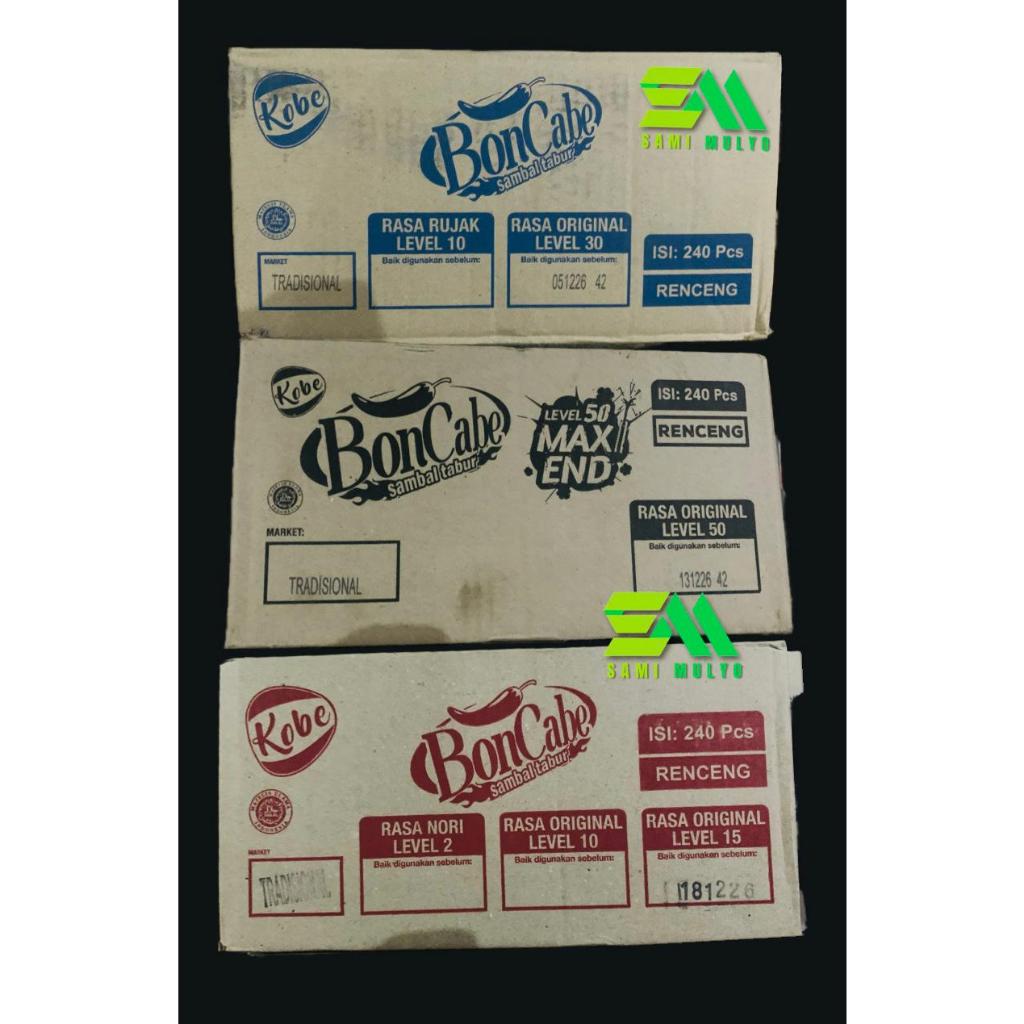 Kobe
BonCabe
sambal tabur
SAMI MULYO
RASA RUJAK
LEVEL 10
Baik digunakan sebelum:
RASA ORIGINAL
LEVEL 30
Baik digunakan sebelum:
051226 42
ISI: 240 Pcs
RENCENG
MARKET
TRADISIONAL
Kobe
BonCabe
sambal tabur
LEVEL 50
MAX
END
ISI: 240 Pcs
RENCENG
MARKET:
TRADISIONAL
RASA ORIGINAL
LEVEL 50
Baik digunakan sebelum:
131226 42
SAMI MULYO
Kobe
BonCabe
sambal tabur
ISI: 240 Pcs
RENCENG
MAJELIS ULAMA
INDONESIA
MARKET
TRADISIONAL
RASA NORI
LEVEL 2
Baik digunakan sebelum:
RASA ORIGINAL
LEVEL 10
Baik digunakan sebelum:
RASA ORIGINAL
LEVEL 15
Baik digunakan sebelum:
181226